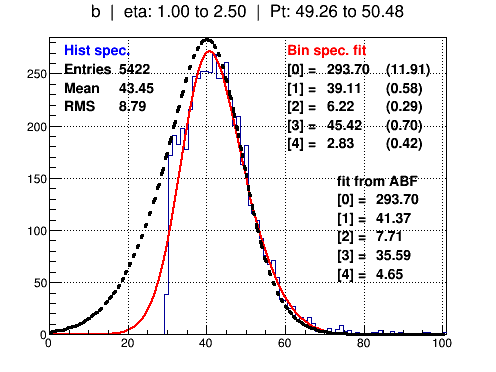 b | eta: 1.00 to 2.50 | Pt: 49.26 to 50.48
Hist spec.
Entries 5422
Mean 43.45
RMS 8.79
Bin spec. fit
[0] = 293.70 (11.91)
[1] = 39.11 (0.58)
[2] = 6.22 (0.29)
[3] = 45.42 (0.70)
[4] = 2.83 (0.42)
fit from ABF
[0] = 293.70
[1] = 41.37
[2] = 7.71
[3] = 35.59
[4] = 4.65
250
200
150
100
50
0
0 20 40 60 80 100